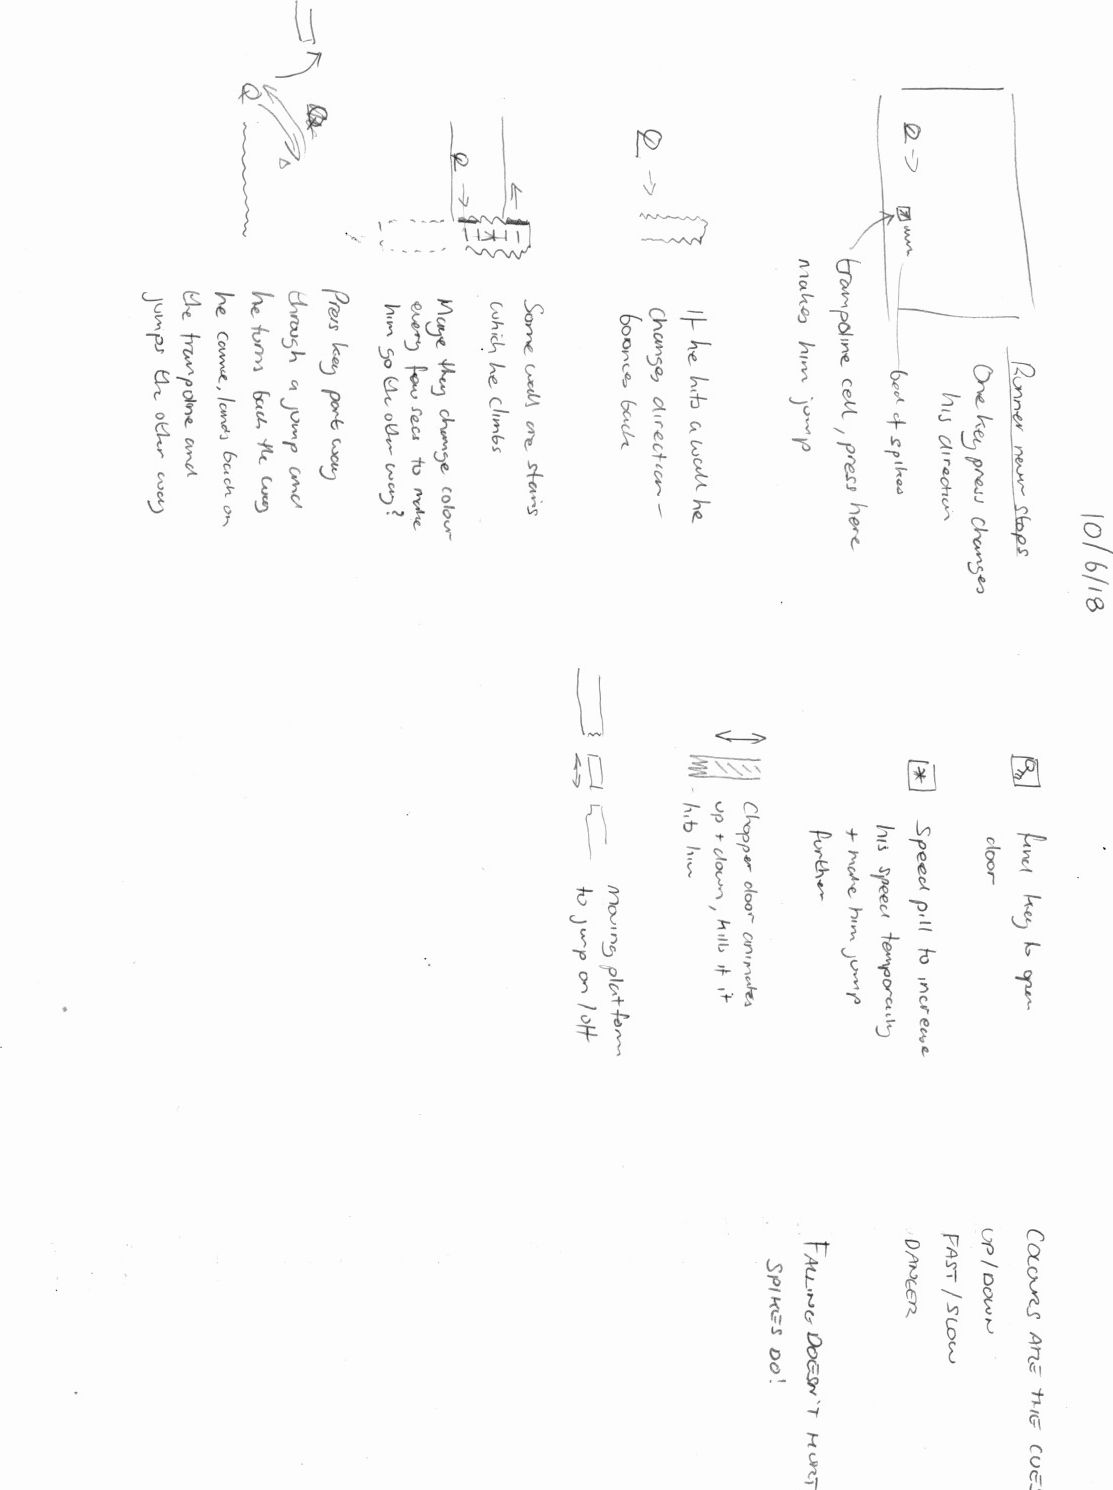 10/6/18
Runner never stops
One key press changes
his direction
bed of spikes
trampoline cell, press here
makes him jump
If he hits a wall he
changes direction -
bounces back
Some walls are stairs
which he climbs
Maybe they change colour
every few secs to make
him go the other way?
Press key part way
through a jump and
he turns back the way
he came, lands back on
the trampoline and
jumps the other way
find key to open
door
Speed pill to increase
his speed temporarily
+ make him jump
further
Chopper door animates
up + down, kills if it
hits him
moving platform
to jump on/off
COLOURS ARE THE CUES
UP/DOWN
FAST/SLOW
DANGER
FALLING DOESN'T HURT
SPIKES DO!